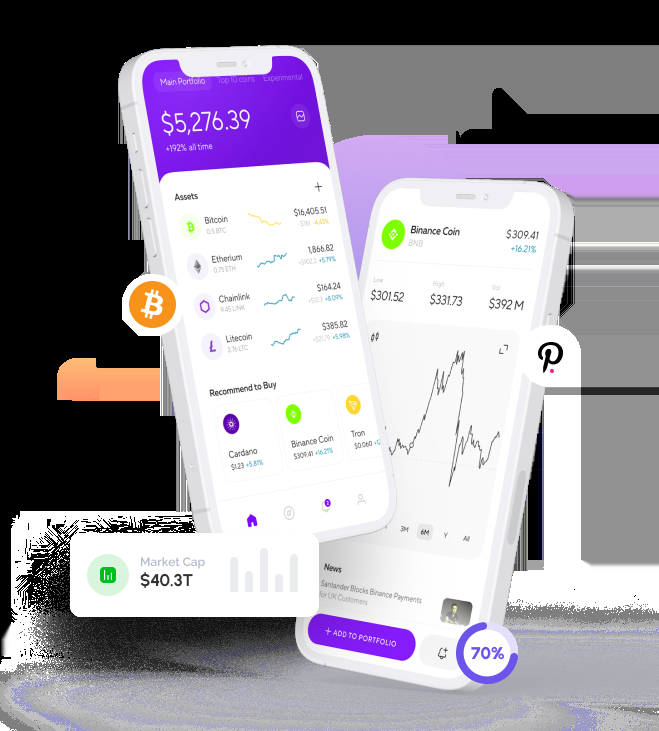 Main Portfolio Top 10 coins Experimental
$5,276.39
+192% all time
Assets
Bitcoin
0.5 BTC
$16,405.51
-4.43%
Etherium
0.75 ETH
1,866.82
+5.79%
Chainlink
9.45 LINK
$164.24
+8.09%
Litecoin
2.76 LTC
$385.82
+5.98%
Recommend to Buy
Cardano
$1.23 +5.81%
Binance Coin
$309.41 +16.21%
Tron
$0.060
2
Binance Coin
BNB
$309.41
+16.21%
Low
$301.52
High
$331.73
Vol
$392 M
3M
6M
Y
All
News
Santander Blocks Binance Payments
for UK Customers
+ ADD TO PORTFOLIO
Market Cap
$40.3T
70%